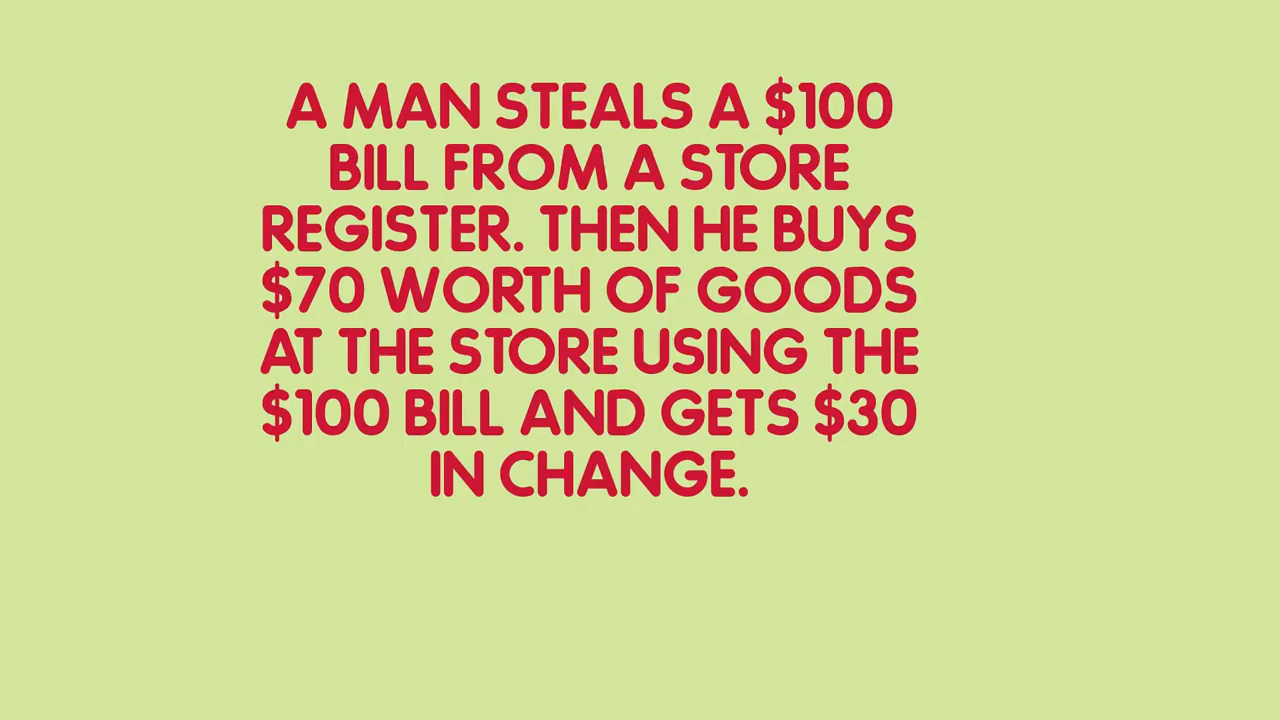 A MAN STEALS A $100
BILL FROM A STORE
REGISTER. THEN HE BUYS
$70 WORTH OF GOODS
AT THE STORE USING THE
$100 BILL AND GETS $30
IN CHANGE.